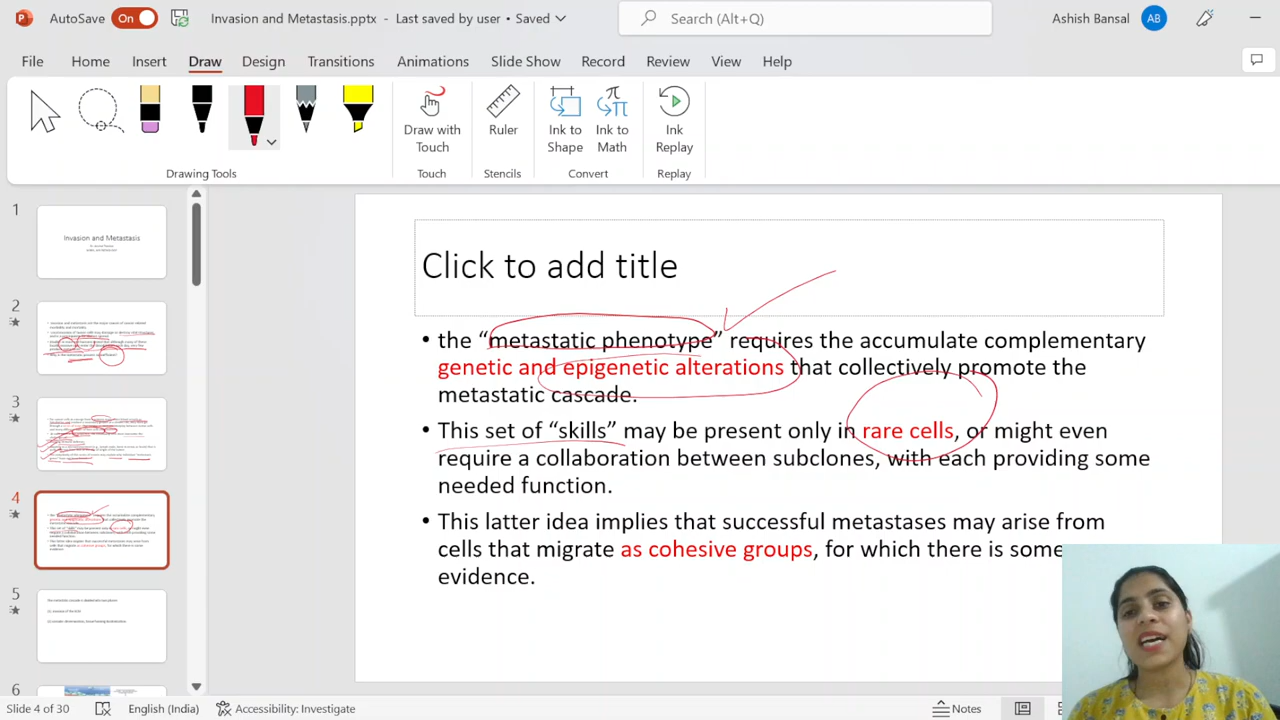 AutoSave On Invasion and Metastasis.pptx - Last saved by user • Saved Search (Alt+Q) Ashish Bansal AB
File Home Insert Draw Design Transitions Animations Slide Show Record Review View Help
Draw with Touch
Ruler
Ink to Shape
Ink to Math
Ink Replay
Drawing Tools Touch Stencils Convert Replay
1
Invasion and Metastasis
2
3
4
5
6
Click to add title
• the “metastatic phenotype” requires the accumulate complementary
genetic and epigenetic alterations that collectively promote the
metastatic cascade.
• This set of “skills” may be present only in rare cells, or might even
require a collaboration between subclones, with each providing some
needed function.
• This latter idea implies that successful metastases may arise from
cells that migrate as cohesive groups, for which there is some
evidence.
Slide 4 of 30 English (India) Accessibility: Investigate Notes